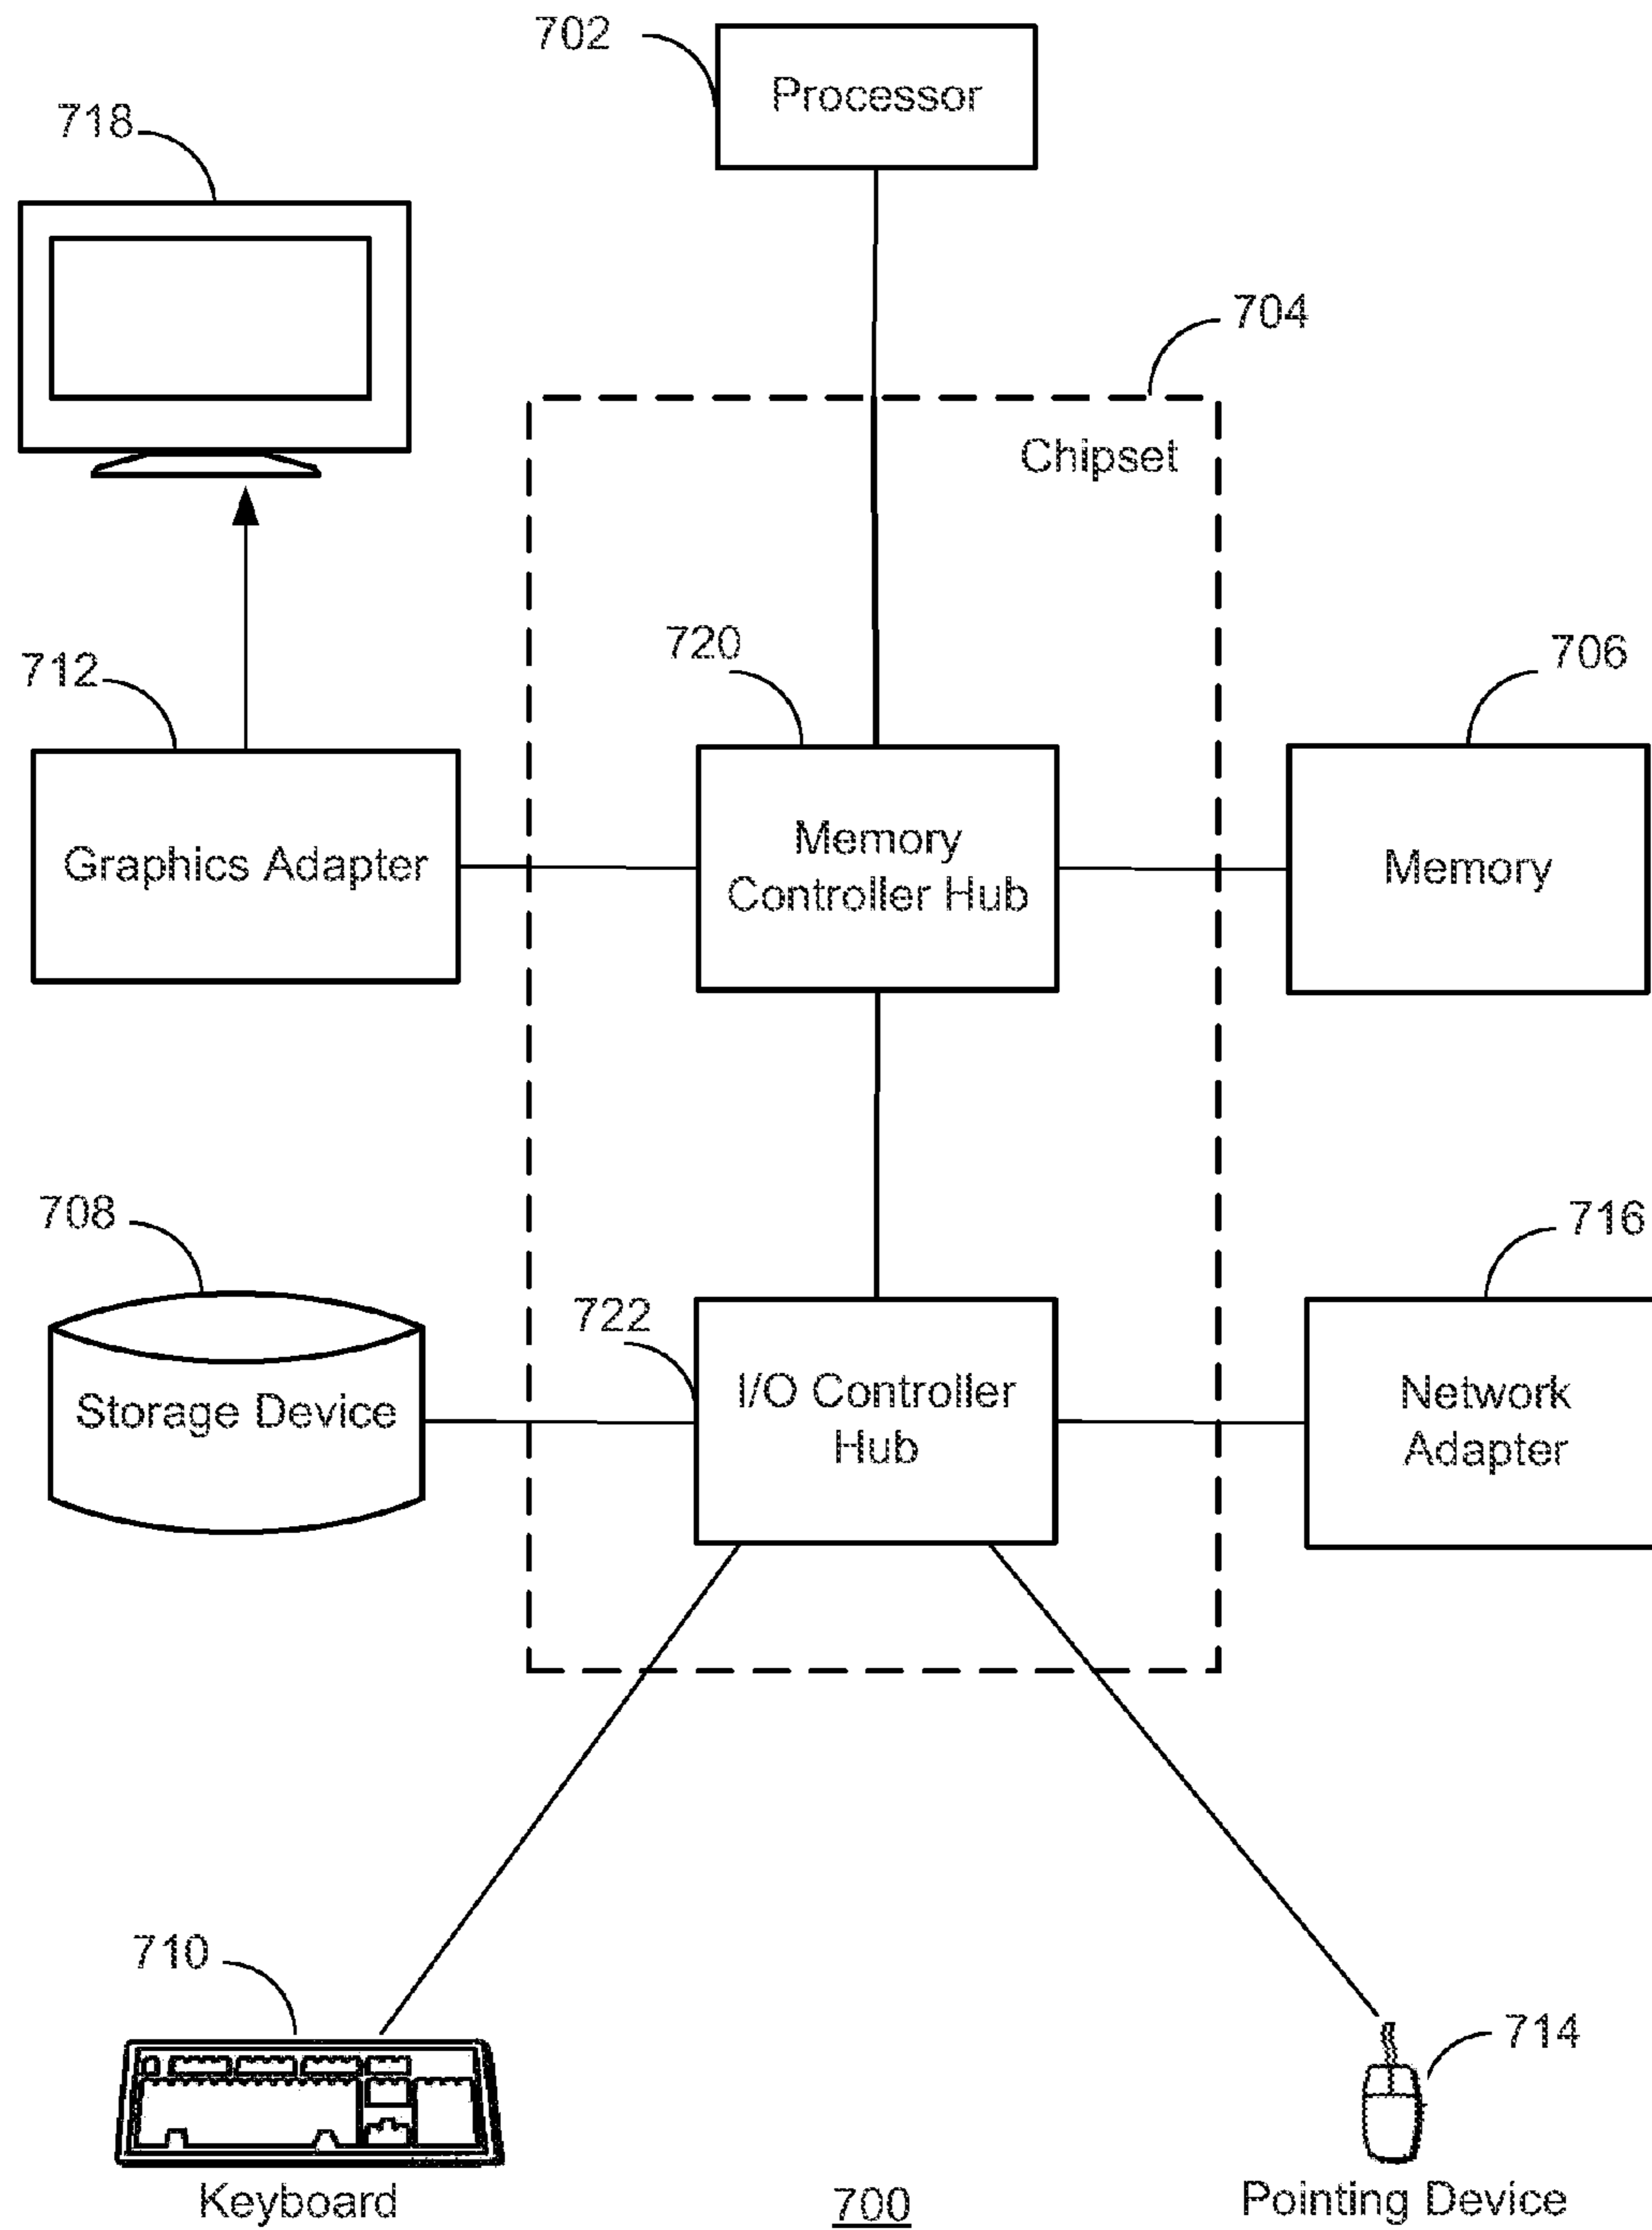 702
Processor
718
704
Chipset
720
706
712
Memory
Controller Hub
Graphics Adapter
Memory
708
716
722
I/O Controller
Hub
Storage Device
Network
Adapter
710
714
Keyboard
700
Pointing Device